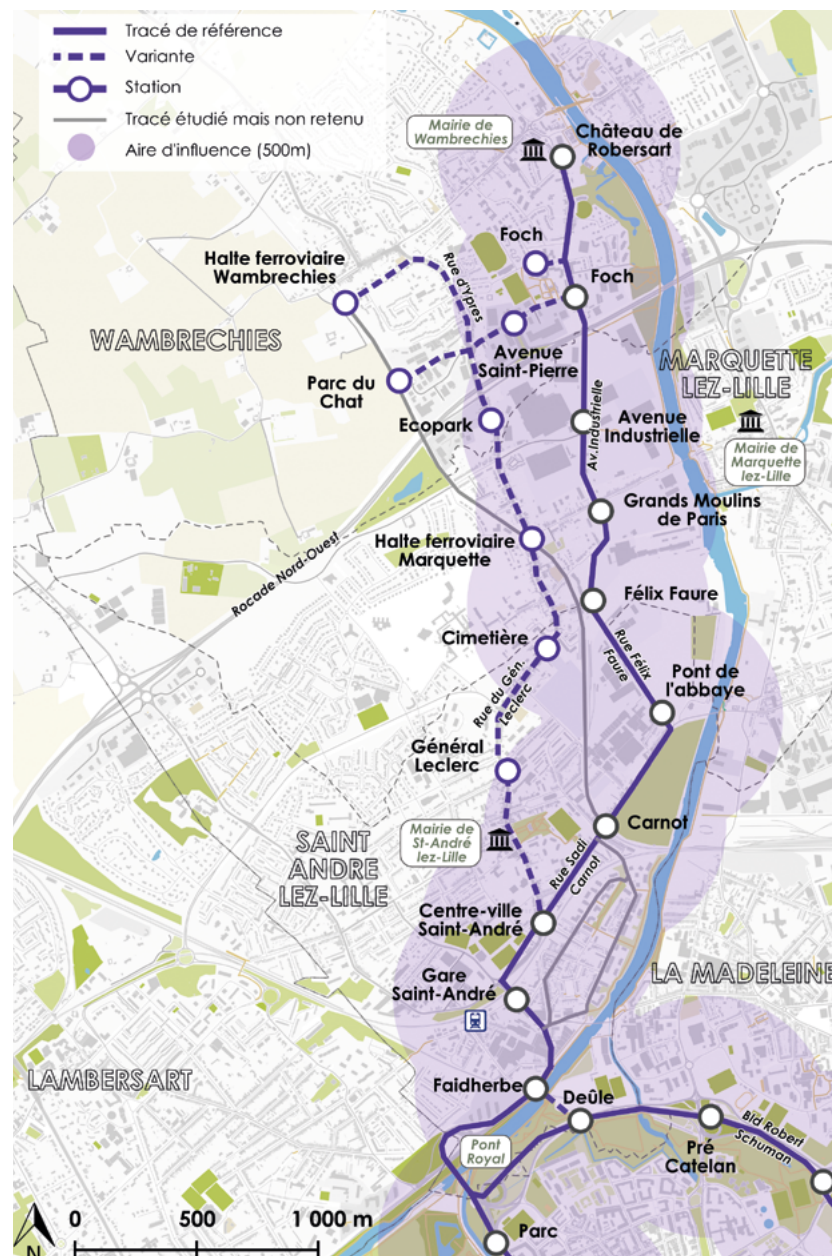 Tracé de référence
Variante
Station
Tracé étudié mais non retenu
Aire d'influence (500m)
Mairie de
Wambrechies
Château de
Robersart
Foch
Halte ferroviaire
Wambrechies
Rue d'Ypres
Foch
WAMBRECHIES
Avenue
Saint-Pierre
MARQUETTE
LEZ-LILLE
Parc du
Chat
Ecopark
Av.Industrielle
Avenue
Industrielle
Mairie de
Marquette
lez-Lille
Grands Moulins
de Paris
Rocade Nord-Ouest
Halte ferroviaire
Marquette
Félix Faure
Cimetière
Rue Félix
Faure
Pont de
l'abbaye
Rue du Gén.
Leclerc
Général
Leclerc
SAINT
ANDRE
LEZ-LILLE
Mairie de
St-André
lez-Lille
Carnot
Rue Sadi
Carnot
Centre-ville
Saint-André
LA MADELEINE
Gare
Saint-André
LAMBERSART
Faidherbe
Deûle
Pont
Royal
Pré
Catelan
Bld Robert
Schuman
Parc
0 500 1 000 m
N